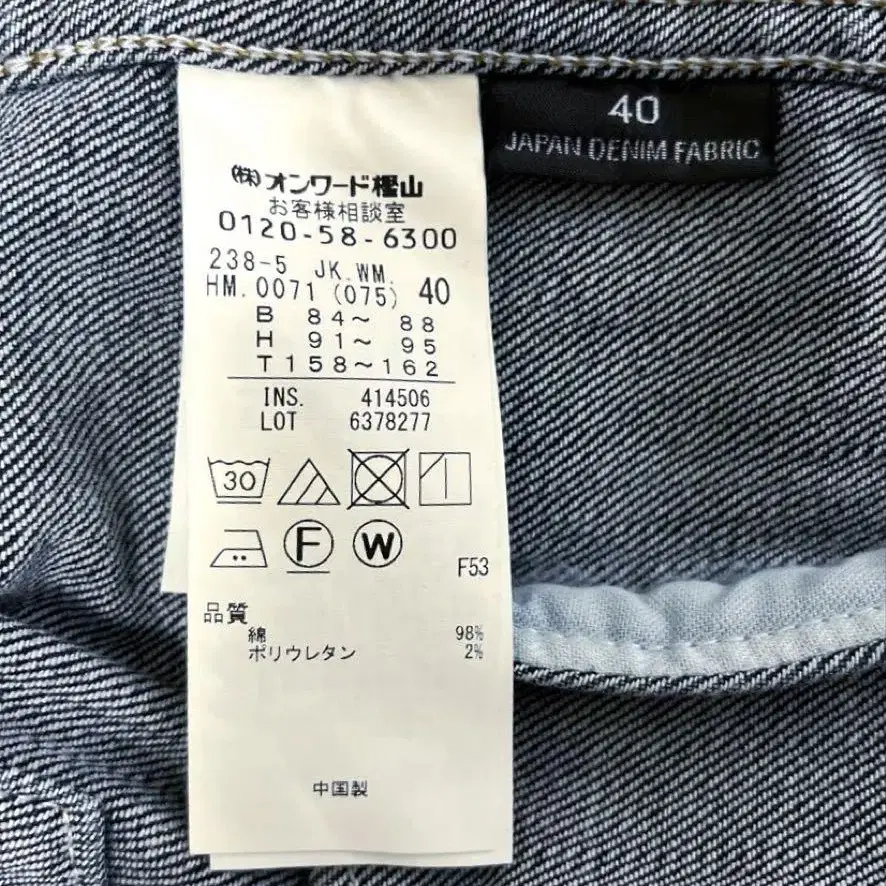 (株)オンワード樫山
お客様相談室
0120-58-6300
238-5 JK.WM.
HM.0071 (075) 40
B 84～ 88
H 91～ 95
T158～162
INS. 414506
LOT 6378277
30
F W
F53
品質
綿 98%
ポリウレタン 2%
中国製
40
JAPAN DENIM FABRIC